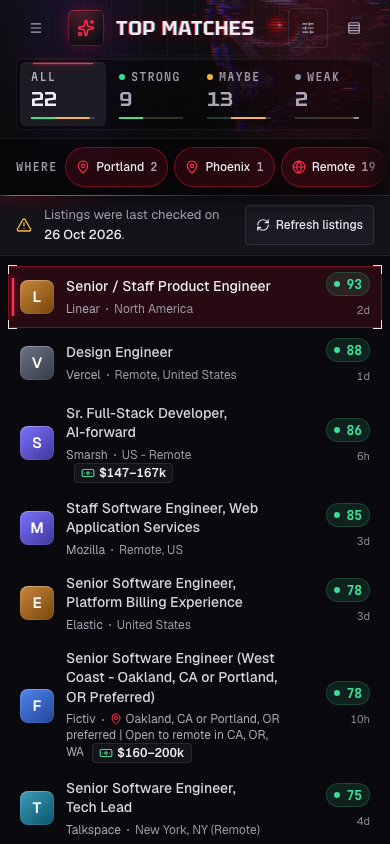 TOP MATCHES
ALL
22
STRONG
9
MAYBE
13
WEAK
2
WHERE
Portland 2
Phoenix 1
Remote 19
Listings were last checked on
26 Oct 2026.
Refresh listings
L
Senior / Staff Product Engineer
Linear · North America
93
2d
V
Design Engineer
Vercel · Remote, United States
88
1d
S
Sr. Full-Stack Developer,
AI-forward
Smarsh · US - Remote
$147–167k
86
6h
M
Staff Software Engineer, Web
Application Services
Mozilla · Remote, US
85
3d
E
Senior Software Engineer,
Platform Billing Experience
Elastic · United States
78
3d
F
Senior Software Engineer (West
Coast - Oakland, CA or Portland,
OR Preferred)
Fictiv · Oakland, CA or Portland, OR
preferred | Open to remote in CA, OR,
WA $160–200k
78
10h
T
Senior Software Engineer,
Tech Lead
Talkspace · New York, NY (Remote)
75
4d